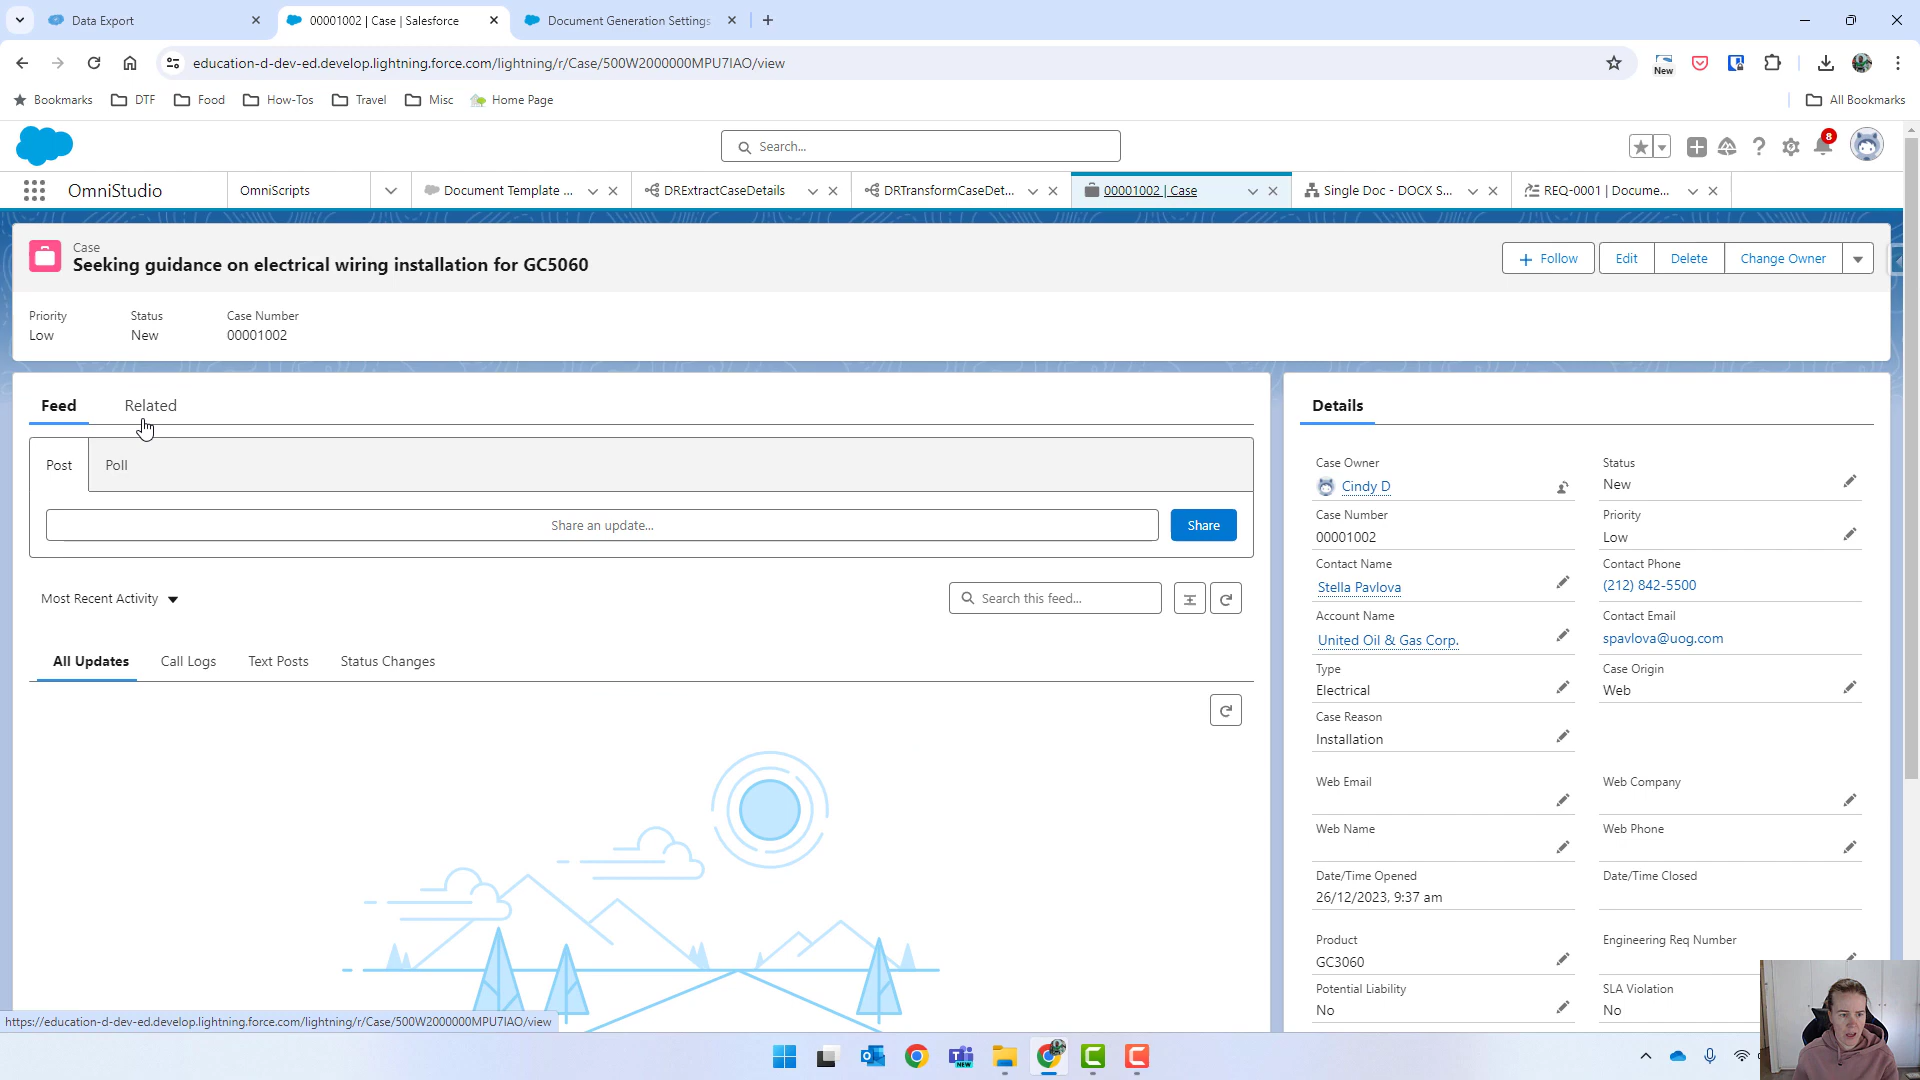 Data Export
00001002 | Case | Salesforce
Document Generation Settings
education-d-dev-ed.develop.lightning.force.com/lightning/r/Case/500W2000000MPU7IAO/view
New
Bookmarks
DTF
Food
How-Tos
Travel
Misc
Home Page
All Bookmarks
Search...
8
OmniStudio
OmniScripts
Document Template ...
DRExtractCaseDetails
DRTransformCaseDet...
00001002 | Case
Single Doc - DOCX S...
REQ-0001 | Docume...
Case
Seeking guidance on electrical wiring installation for GC5060
Follow
Edit
Delete
Change Owner
Priority
Low
Status
New
Case Number
00001002
Feed
Related
Post
Poll
Share an update...
Share
Most Recent Activity
Search this feed...
All Updates
Call Logs
Text Posts
Status Changes
Details
Case Owner
Cindy D
Status
New
Case Number
00001002
Priority
Low
Contact Name
Stella Pavlova
Contact Phone
(212) 842-5500
Account Name
United Oil & Gas Corp.
Contact Email
spavlova@uog.com
Type
Electrical
Case Origin
Web
Case Reason
Installation
Web Email
Web Company
Web Name
Web Phone
Date/Time Opened
26/12/2023, 9:37 am
Date/Time Closed
Product
GC3060
Engineering Req Number
Potential Liability
No
SLA Violation
No
https://education-d-dev-ed.develop.lightning.force.com/lightning/r/Case/500W2000000MPU7IAO/view
NEW